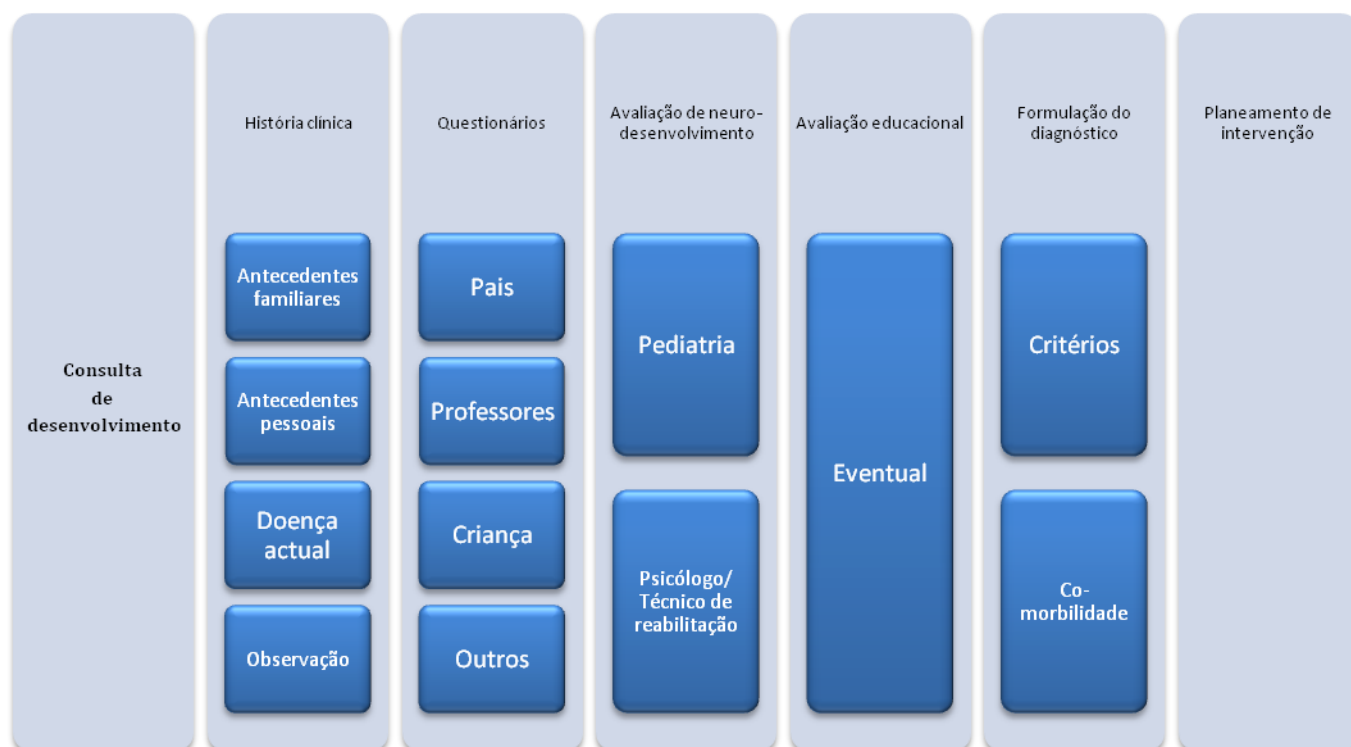 Consulta
de
desenvolvimento
História clínica
Antecedentes
familiares
Antecedentes
pessoais
Doença
actual
Observação
Questionários
Pais
Professores
Criança
Outros
Avaliação de neuro-
desenvolvimento
Pediatria
Psicólogo/
Técnico de
reabilitação
Avaliação educacional
Eventual
Formulação do
diagnóstico
Critérios
Co-
morbilidade
Planeamento de
intervenção